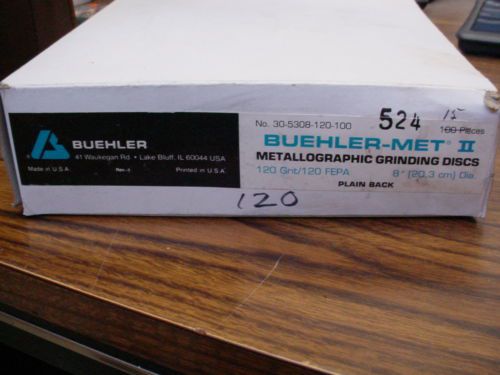 BUEHLER
41 Waukegan Rd. • Lake Bluff, IL 60044 USA
Made in U.S.A.
Printed in U.S.A.
No. 30-5308-120-100
524
15
100 Pieces
BUEHLER-MET® II
METALLOGRAPHIC GRINDING DISCS
120 Grit/120 FEPA 8" (20.3 cm) Dia.
PLAIN BACK
120